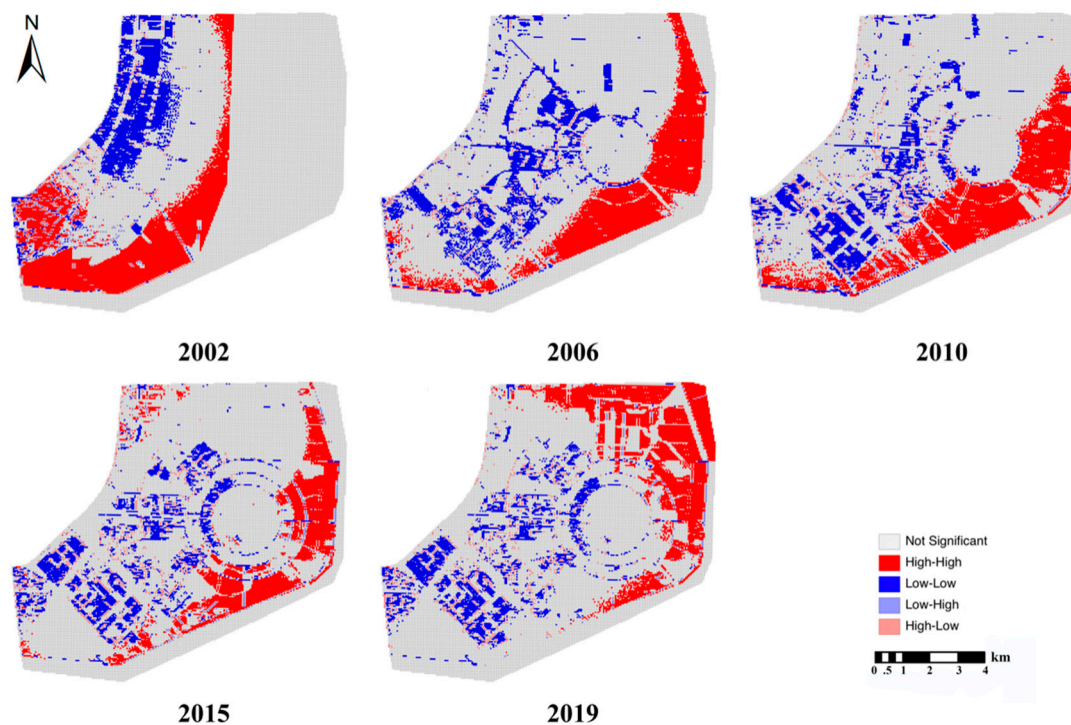 N
2002
2006
2010
2015
2019
Not Significant
High-High
Low-Low
Low-High
High-Low
0 .5 1 2 3 4 km